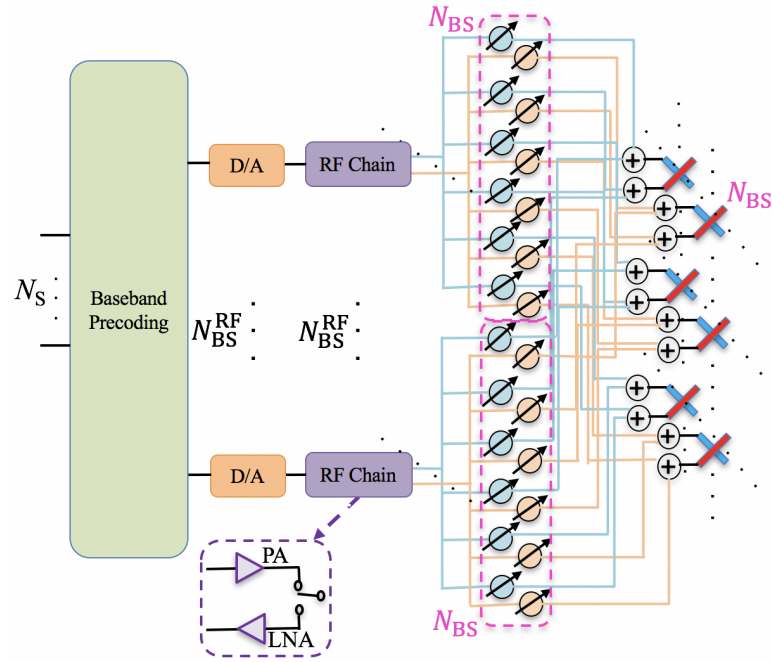 N_BS
D/A
RF Chain
+
+
N_BS
+
+
N_S
Baseband
Precoding
N_BS^RF
N_BS^RF
+
+
+
+
+
+
D/A
RF Chain
+
+
PA
LNA
N_BS